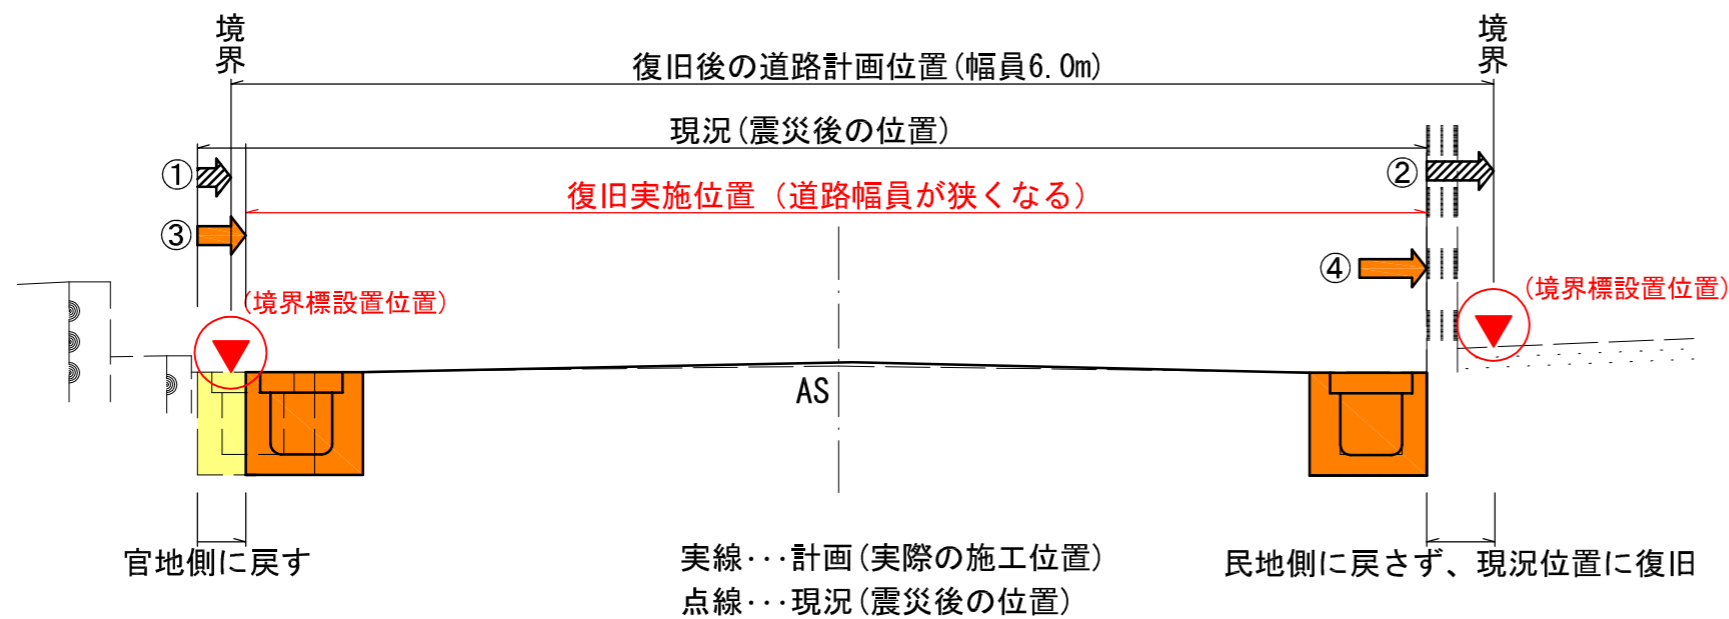 境界
境界
復旧後の道路計画位置(幅員6.0m)
現況(震災後の位置)
①
②
復旧実施位置（道路幅員が狭くなる）
③
④
(境界標設置位置)
(境界標設置位置)
AS
官地側に戻す
実線･･･計画(実際の施工位置)
民地側に戻さず、現況位置に復旧
点線･･･現況(震災後の位置)